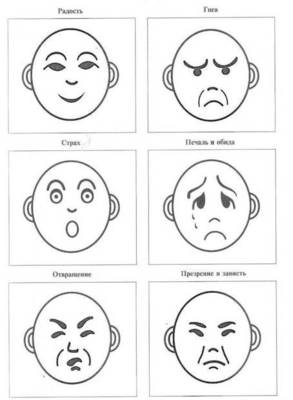 Радость
Гнев
Страх
Печаль и обида
Отвращение
Презрение и зависть